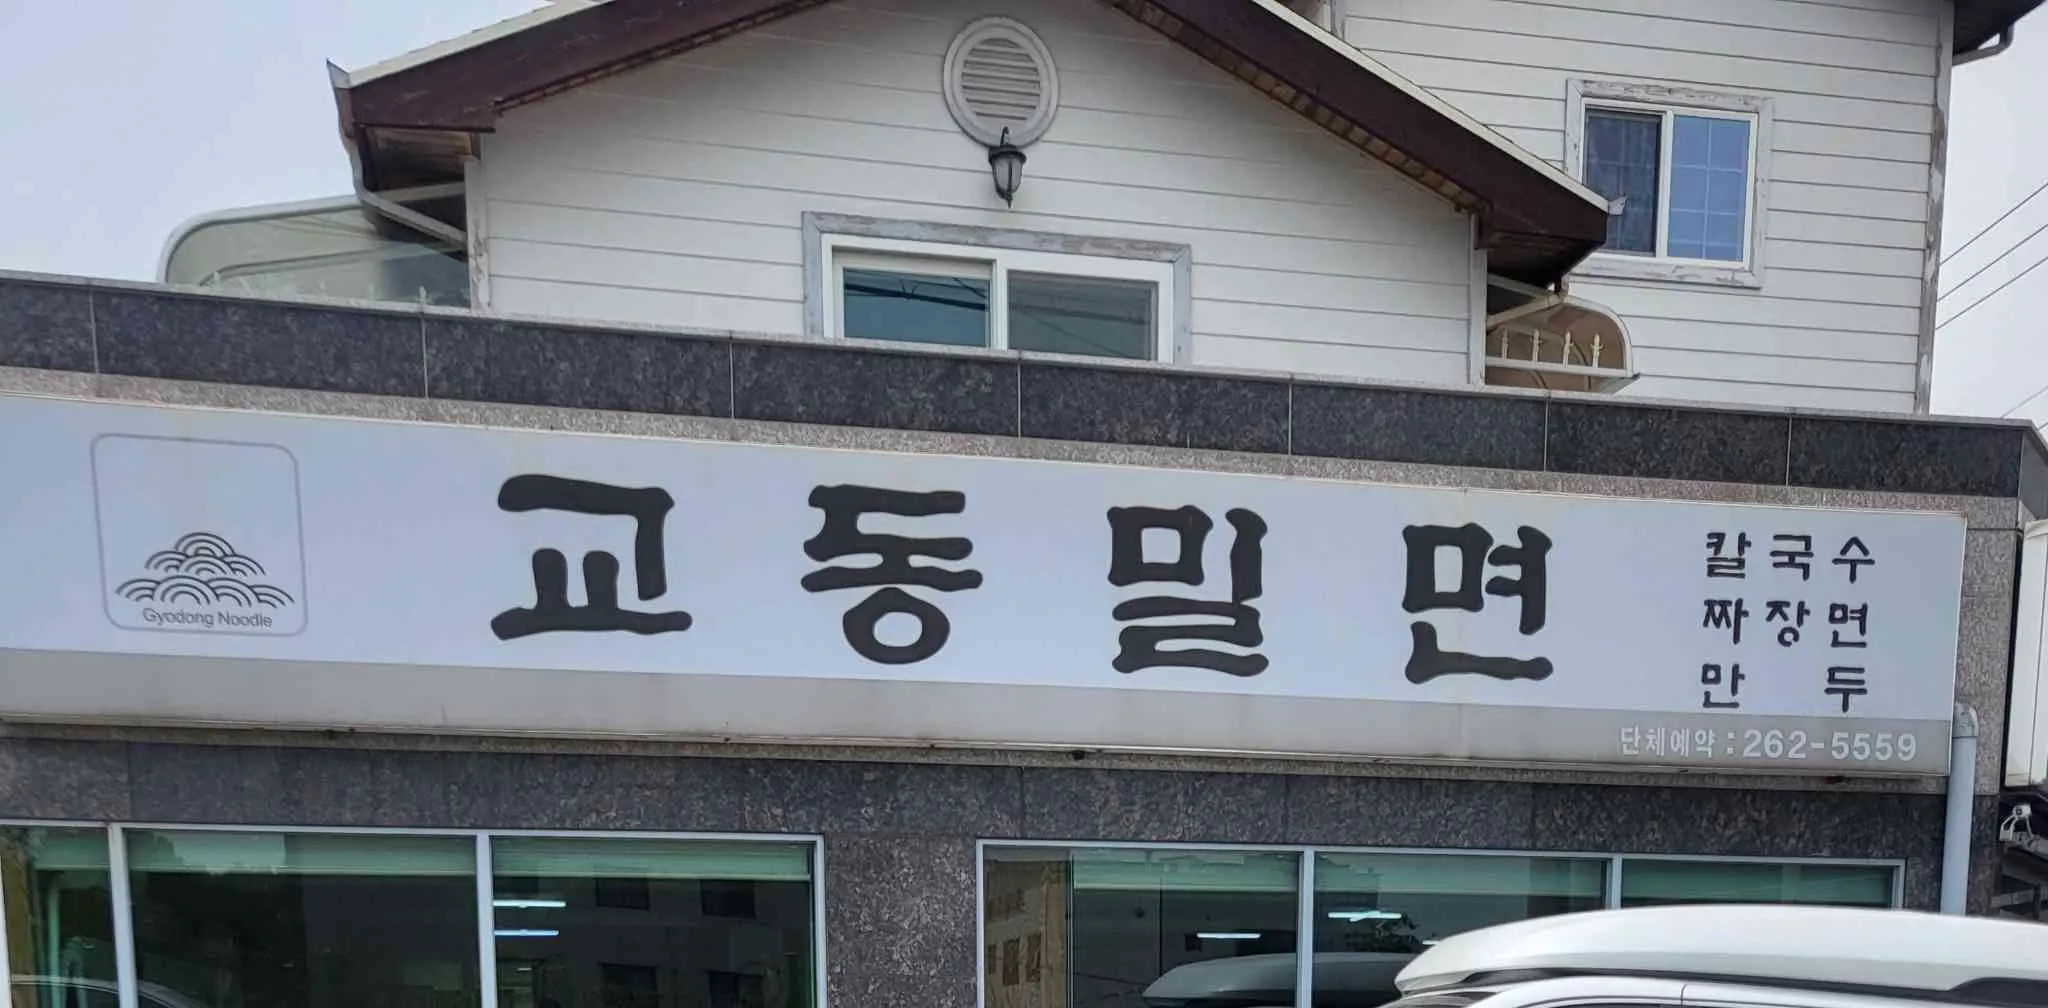 Gyodong Noodle
교동밀면
칼국수
짜장면
만두
단체예약 : 262-5559